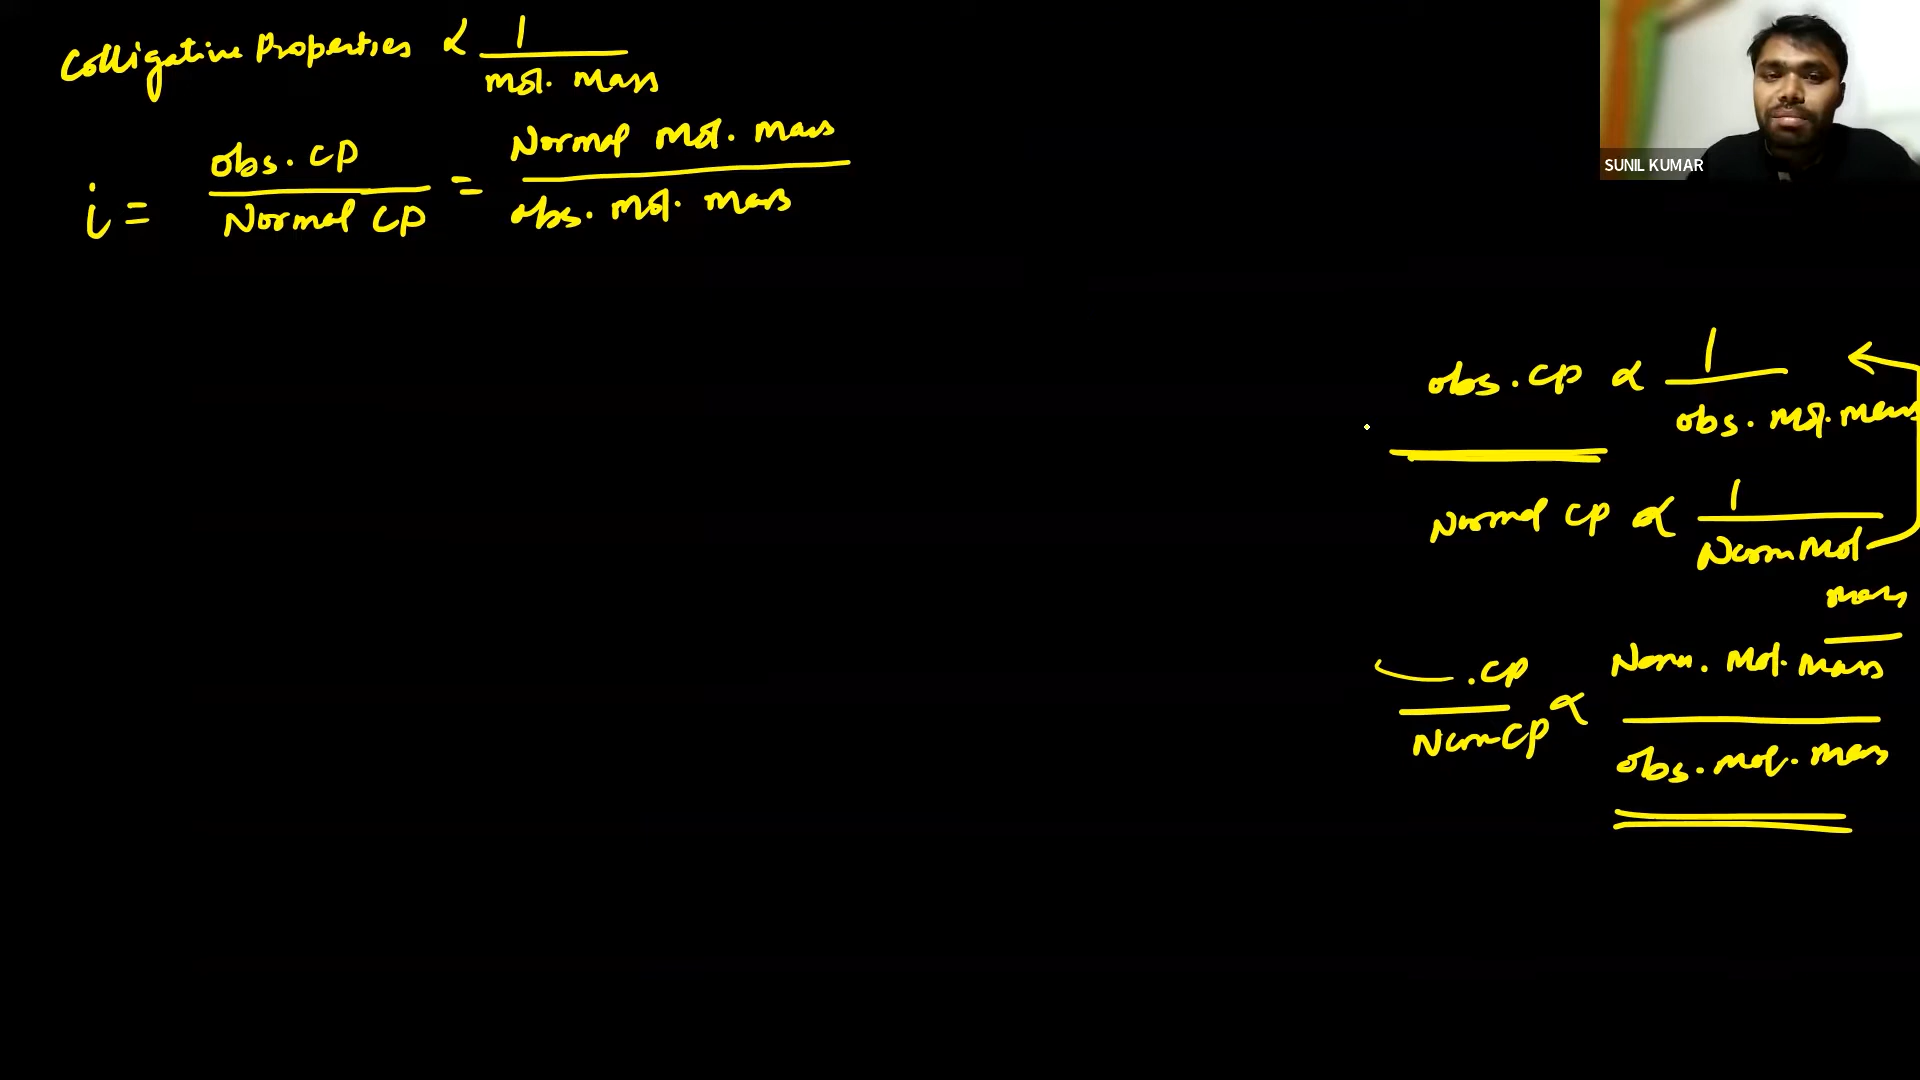 Colligative Properties ∝ 1 / mol. mass
i = obs. CP / Normal CP = Normal mol. mass / obs. mol. mass
SUNIL KUMAR
obs. CP ∝ 1 / obs. mol. mass
Normal CP ∝ 1 / Norm Mol
mass
. CP / Norm CP ∝ Norm. Mol. mass / obs. mol. mass